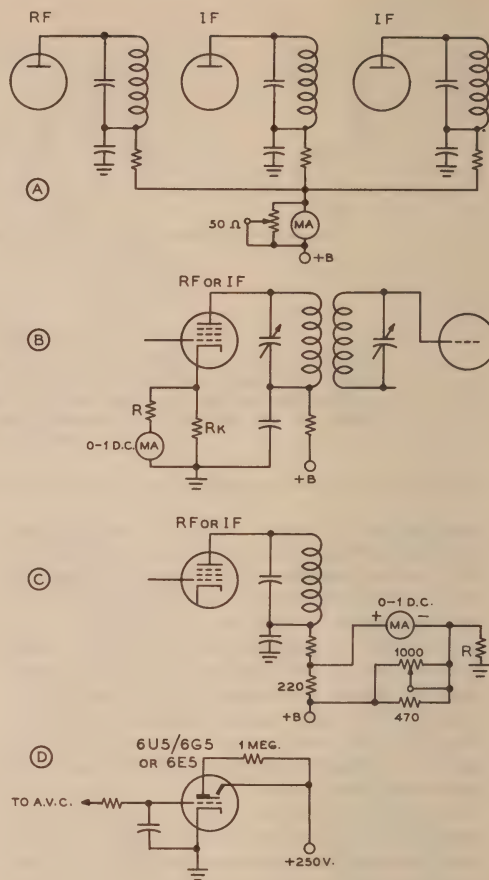 RF IF IF
A
50 Ω MA
+B
RF OR IF
B
R
RK
0-1 D.C. MA
+B
RF OR IF
C
0-1 D.C.
+ MA -
1000 R
220
+B 470
D
6U5/6G5 1 MEG.
OR 6E5
TO A.V.C.
+250V.